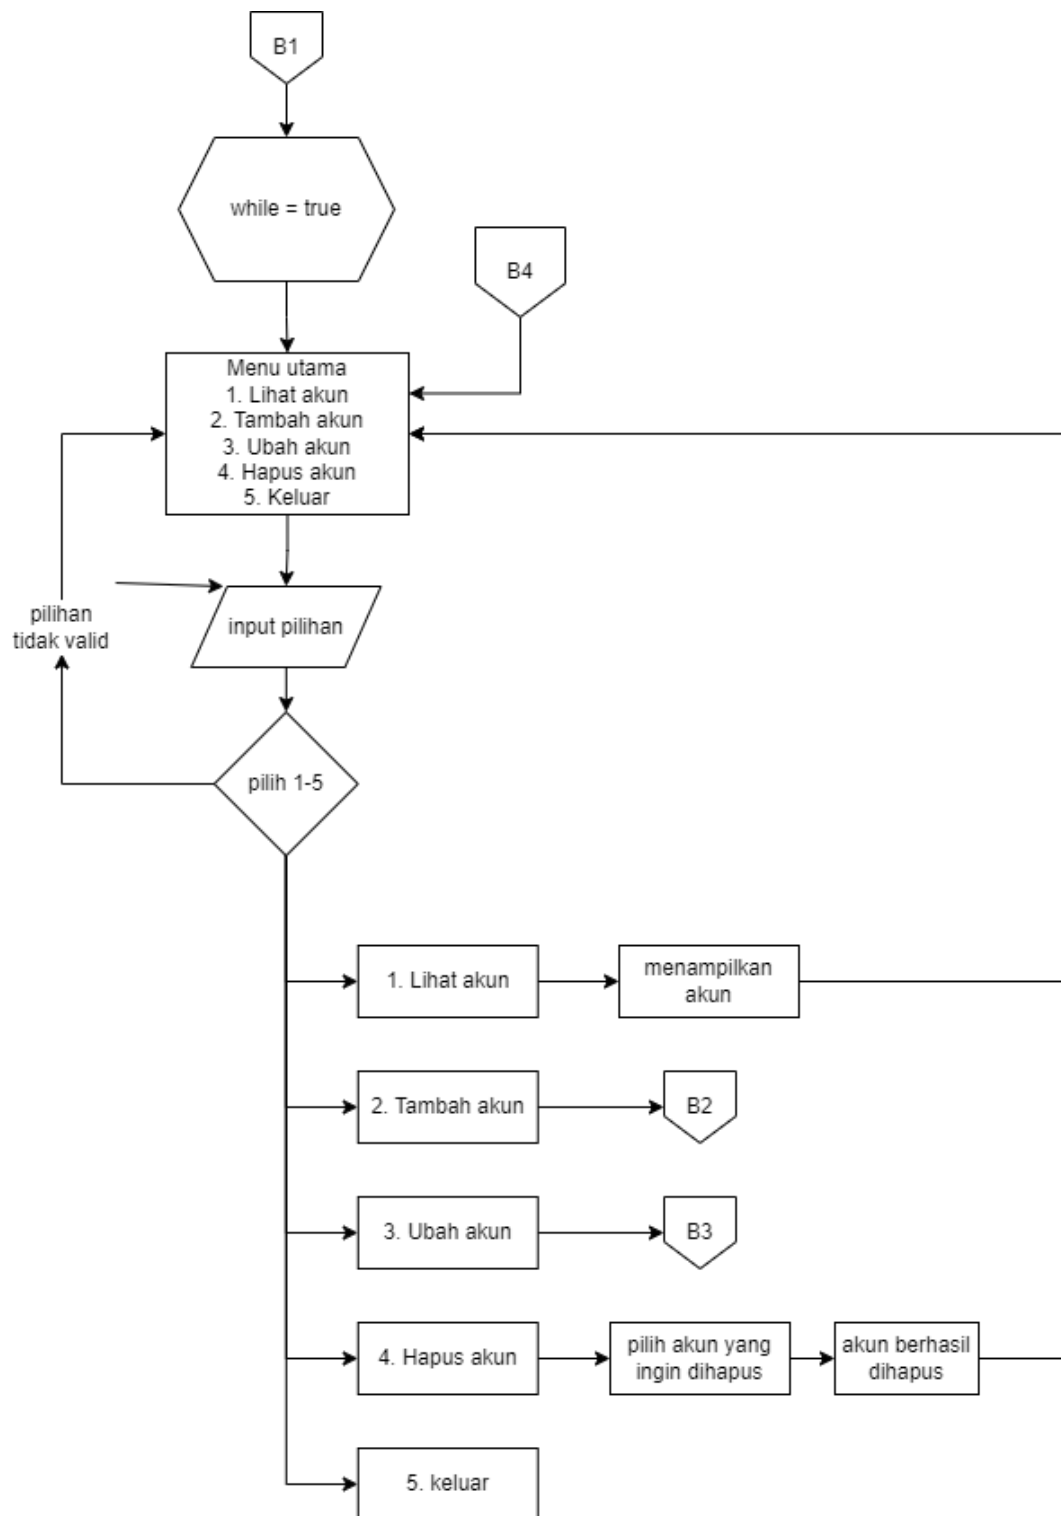 B1
while = true
B4
Menu utama
1. Lihat akun
2. Tambah akun
3. Ubah akun
4. Hapus akun
5. Keluar
pilihan
tidak valid
input pilihan
pilih 1-5
1. Lihat akun
menampilkan
akun
2. Tambah akun
B2
3. Ubah akun
B3
4. Hapus akun
pilih akun yang
ingin dihapus
akun berhasil
dihapus
5. keluar